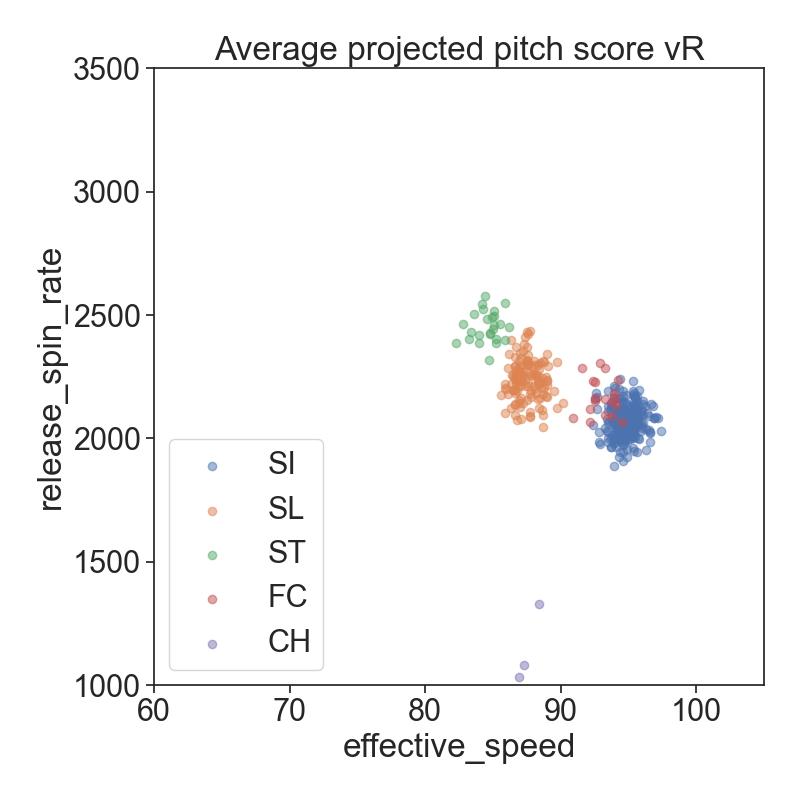 Average projected pitch score vR
3500
3000
2500
2000
1500
1000
release_spin_rate
SI
SL
ST
FC
CH
60
70
80
90
100
effective_speed